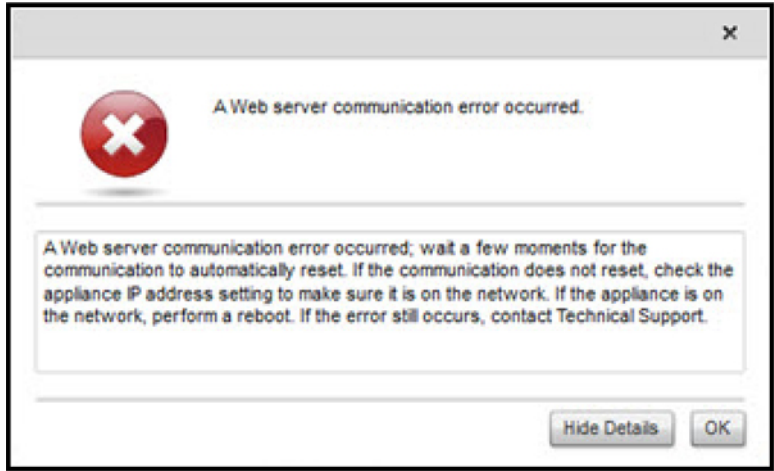 A Web server communication error occurred.
A Web server communication error occurred; wait a few moments for the
communication to automatically reset. If the communication does not reset, check the
appliance IP address setting to make sure it is on the network. If the appliance is on
the network, perform a reboot. If the error still occurs, contact Technical Support.
Hide Details OK